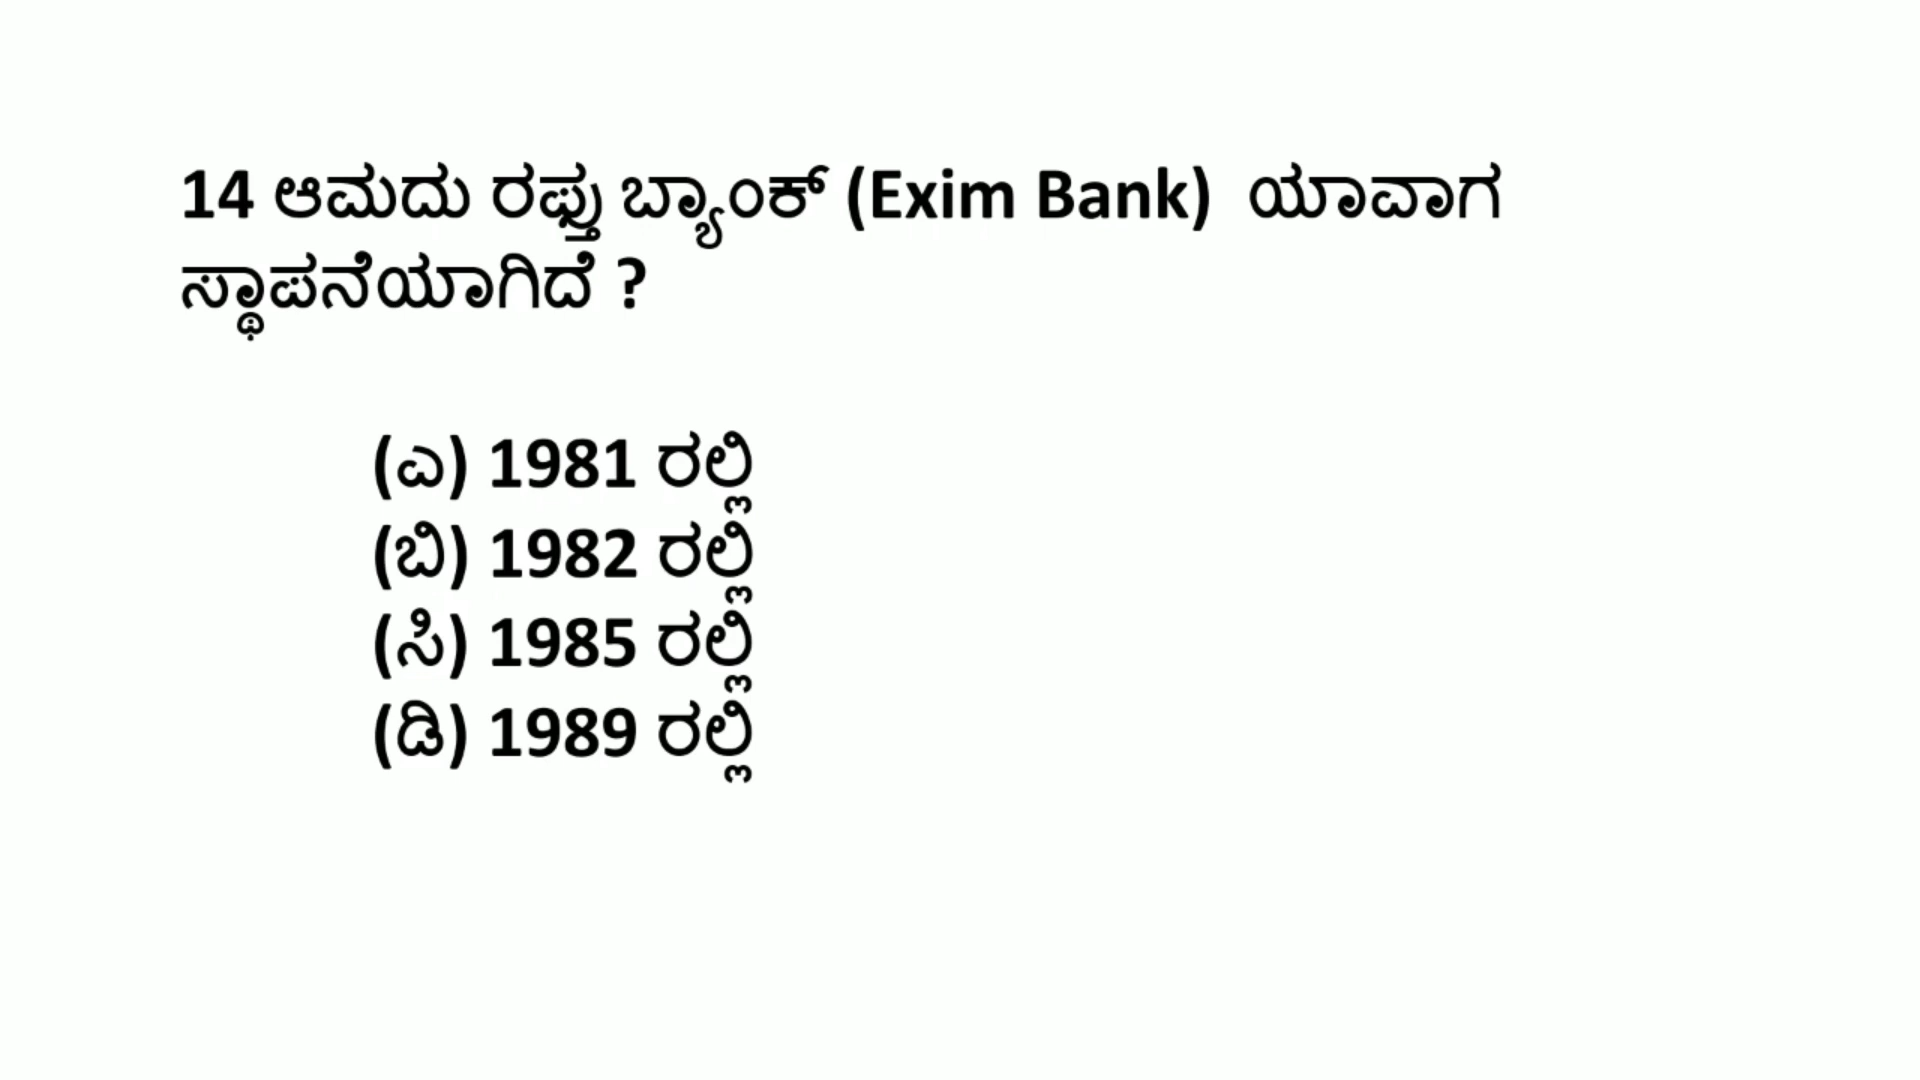 14 ಆಮದು ರಫ್ತು ಬ್ಯಾಂಕ್ (Exim Bank) ಯಾವಾಗ
ಸ್ಥಾಪನೆಯಾಗಿದೆ ?
(ಎ) 1981 ರಲ್ಲಿ
(ಬಿ) 1982 ರಲ್ಲಿ
(ಸಿ) 1985 ರಲ್ಲಿ
(ಡಿ) 1989 ರಲ್ಲಿ